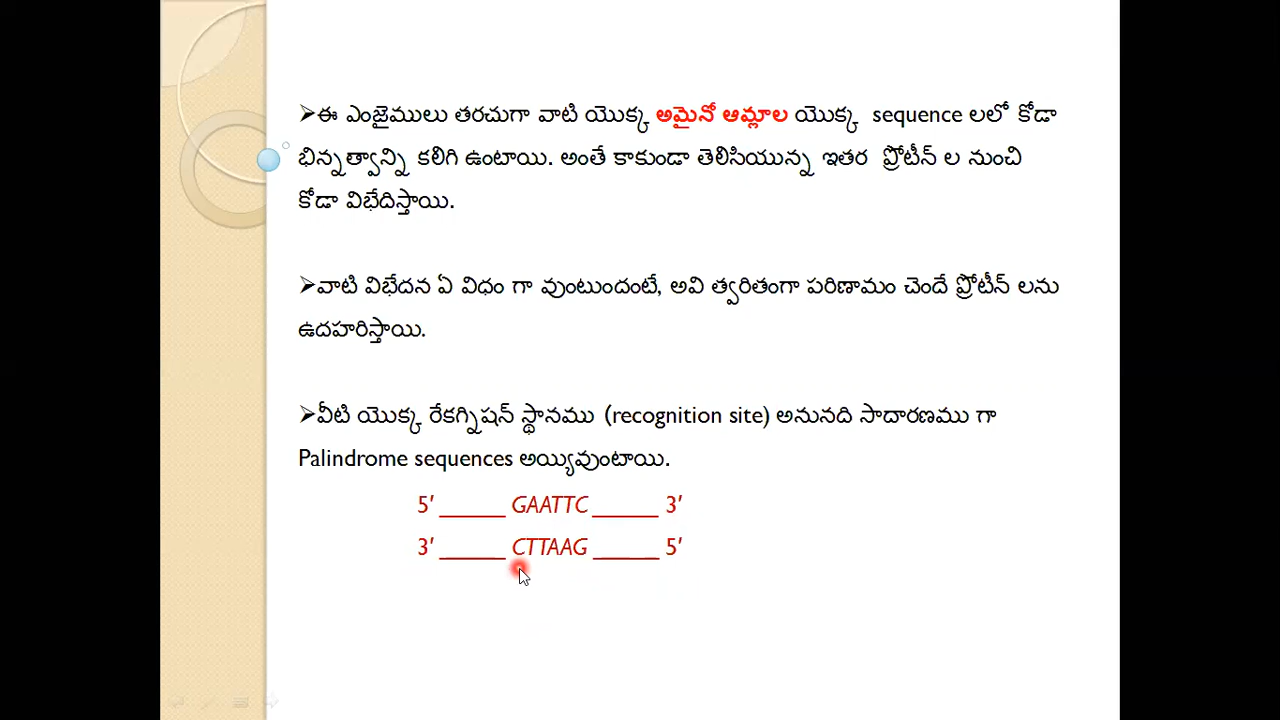 ➢ఈ ఎంజైములు తరచుగా వాటి యొక్క అమైనో ఆమ్లాల యొక్క sequence లలో కోడా
భిన్నత్వాన్ని కలిగి ఉంటాయి. అంతే కాకుండా తెలిసియున్న ఇతర ప్రోటీన్ ల నుంచి
కోడా విభేదిస్తాయి.
➢వాటి విభేదన ఏ విధం గా వుంటుందంటే, అవి త్వరితంగా పరిణామం చెందే ప్రోటీన్ లను
ఉదహరిస్తాయి.
➢వీటి యొక్క రేకగ్నిషన్ స్థానము (recognition site) అనునది సాదారణము గా
Palindrome sequences అయ్యివుంటాయి.
5' ______ GAATTC ______ 3'
3' ______ CTTAAG ______ 5'